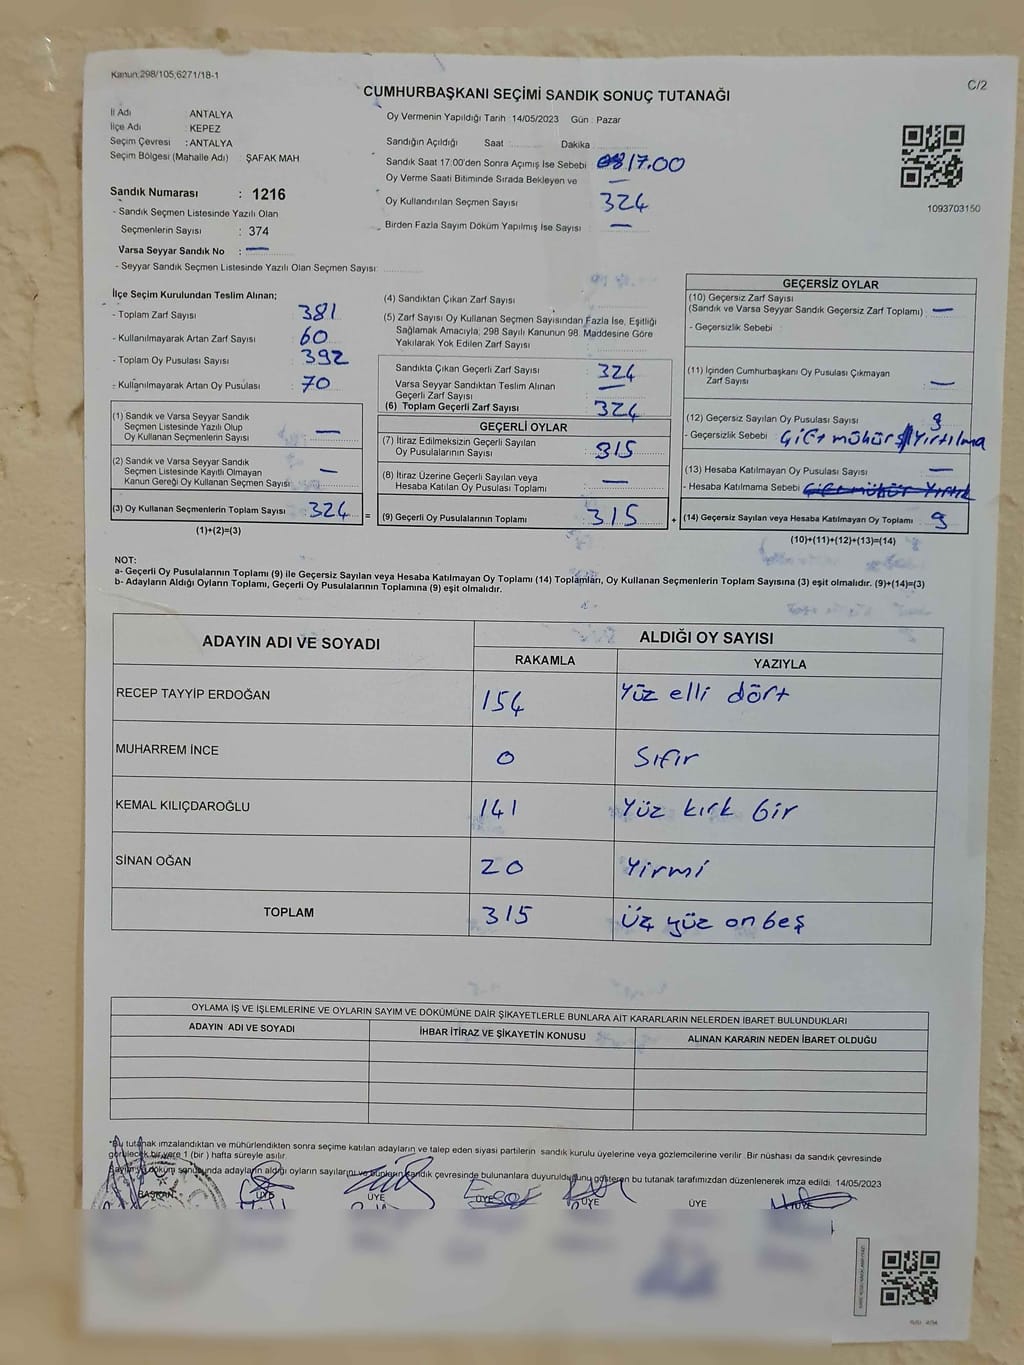 Kanun:298/105,6271/18-1
C/2
CUMHURBAŞKANI SEÇİMİ SANDIK SONUÇ TUTANAĞI
İl Adı : ANTALYA
İlçe Adı : KEPEZ
Seçim Çevresi : ANTALYA
Seçim Bölgesi (Mahalle Adı) : ŞAFAK MAH
Sandık Numarası : 1216
- Sandık Seçmen Listesinde Yazılı Olan
Seçmenlerin Sayısı : 374
Varsa Seyyar Sandık No : —
- Seyyar Sandık Seçmen Listesinde Yazılı Olan Seçmen Sayısı:
Oy Vermenin Yapıldığı Tarih :14/05/2023 Gün : Pazar
Sandığın Açıldığı Saat Dakika
Sandık Saat 17:00'den Sonra Açımış İse Sebebi 17.00
Oy Verme Saati Bitiminde Sırada Bekleyen ve —
Oy Kullandırılan Seçmen Sayısı 324
Birden Fazla Sayım Döküm Yapılmış İse Sayısı —
1093703150
İlçe Seçim Kurulundan Teslim Alınan;
- Toplam Zarf Sayısı 381
- Kullanılmayarak Artan Zarf Sayısı 60
- Toplam Oy Pusulası Sayısı 392
- Kullanılmayarak Artan Oy Pusulası 70
(1) Sandık ve Varsa Seyyar Sandık
Seçmen Listesinde Yazılı Olup
Oy Kullanan Seçmenlerin Sayısı —
(2) Sandık ve Varsa Seyyar Sandık
Seçmen Listesinde Kayıtlı Olmayan
Kanun Gereği Oy Kullanan Seçmen Sayısı —
(3) Oy Kullanan Seçmenlerin Toplam Sayısı 324 =
(1)+(2)=(3)
(4) Sandıktan Çıkan Zarf Sayısı
(5) Zarf Sayısı Oy Kullanan Seçmen Sayısından Fazla İse, Eşitliği
Sağlamak Amacıyla, 298 Sayılı Kanunun 98. Maddesine Göre
Yakılarak Yok Edilen Zarf Sayısı
Sandıkta Çıkan Geçerli Zarf Sayısı 324
Varsa Seyyar Sandıktan Teslim Alınan
Geçerli Zarf Sayısı —
(6) Toplam Geçerli Zarf Sayısı 324
GEÇERLİ OYLAR
(7) İtiraz Edilmeksizin Geçerli Sayılan
Oy Pusulalarının Sayısı 315
(8) İtiraz Üzerine Geçerli Sayılan veya
Hesaba Katılan Oy Pusulası Toplamı —
(9) Geçerli Oy Pusulalarının Toplamı 315 +
GEÇERSİZ OYLAR
(10) Geçersiz Zarf Sayısı
(Sandık ve Varsa Seyyar Sandık Geçersiz Zarf Toplamı) —
- Geçersizlik Sebebi :
(11) İçinden Cumhurbaşkanı Oy Pusulası Çıkmayan
Zarf Sayısı —
(12) Geçersiz Sayılan Oy Pusulası Sayısı 9
- Geçersizlik Sebebi Çift mühür Yırtılma
(13) Hesaba Katılmayan Oy Pusulası Sayısı —
- Hesaba Katılmama Sebebi
(14) Geçersiz Sayılan veya Hesaba Katılmayan Oy Toplamı 9
(10)+(11)+(12)+(13)=(14)
NOT:
a- Geçerli Oy Pusulalarının Toplamı (9) ile Geçersiz Sayılan veya Hesaba Katılmayan Oy Toplamı (14) Toplamları, Oy Kullanan Seçmenlerin Toplam Sayısına (3) eşit olmalıdır. (9)+(14)=(3)
b- Adayların Aldığı Oyların Toplamı, Geçerli Oy Pusulalarının Toplamına (9) eşit olmalıdır.
ADAYIN ADI VE SOYADI ALDIĞI OY SAYISI
RAKAMLA YAZIYLA
RECEP TAYYİP ERDOĞAN 154 Yüz elli dört
MUHARREM İNCE 0 Sıfır
KEMAL KILIÇDAROĞLU 141 Yüz kırk bir
SİNAN OĞAN 20 Yirmi
TOPLAM 315 Üç yüz on beş
OYLAMA İŞ VE İŞLEMLERİNE VE OYLARIN SAYIM VE DÖKÜMÜNE DAİR ŞİKAYETLERLE BUNLARA AİT KARARLARIN NELERDEN İBARET BULUNDUKLARI
ADAYIN ADI VE SOYADI İHBAR İTİRAZ VE ŞİKAYETİN KONUSU ALINAN KARARIN NEDEN İBARET OLDUĞU
*Bu tutanak imzalandıktan ve mühürlendikten sonra seçime katılan adayların ve talep eden siyasi partilerin sandık kurulu üyelerine veya gözlemcilerine verilir. Bir nüshası da sandık çevresinde
görülecek bir yere 1 (bir ) hafta süreyle asılır.
Sayım ve döküm sonucunda adayların aldığı oyların sayılarını ve bunların sandık çevresinde bulunanlara duyurulduğunu gösteren bu tutanak tarafımızdan düzenlenerek imza edildi. 14/05/2023
BAŞKAN ÜYE ÜYE ÜYE ÜYE ÜYE ÜYE